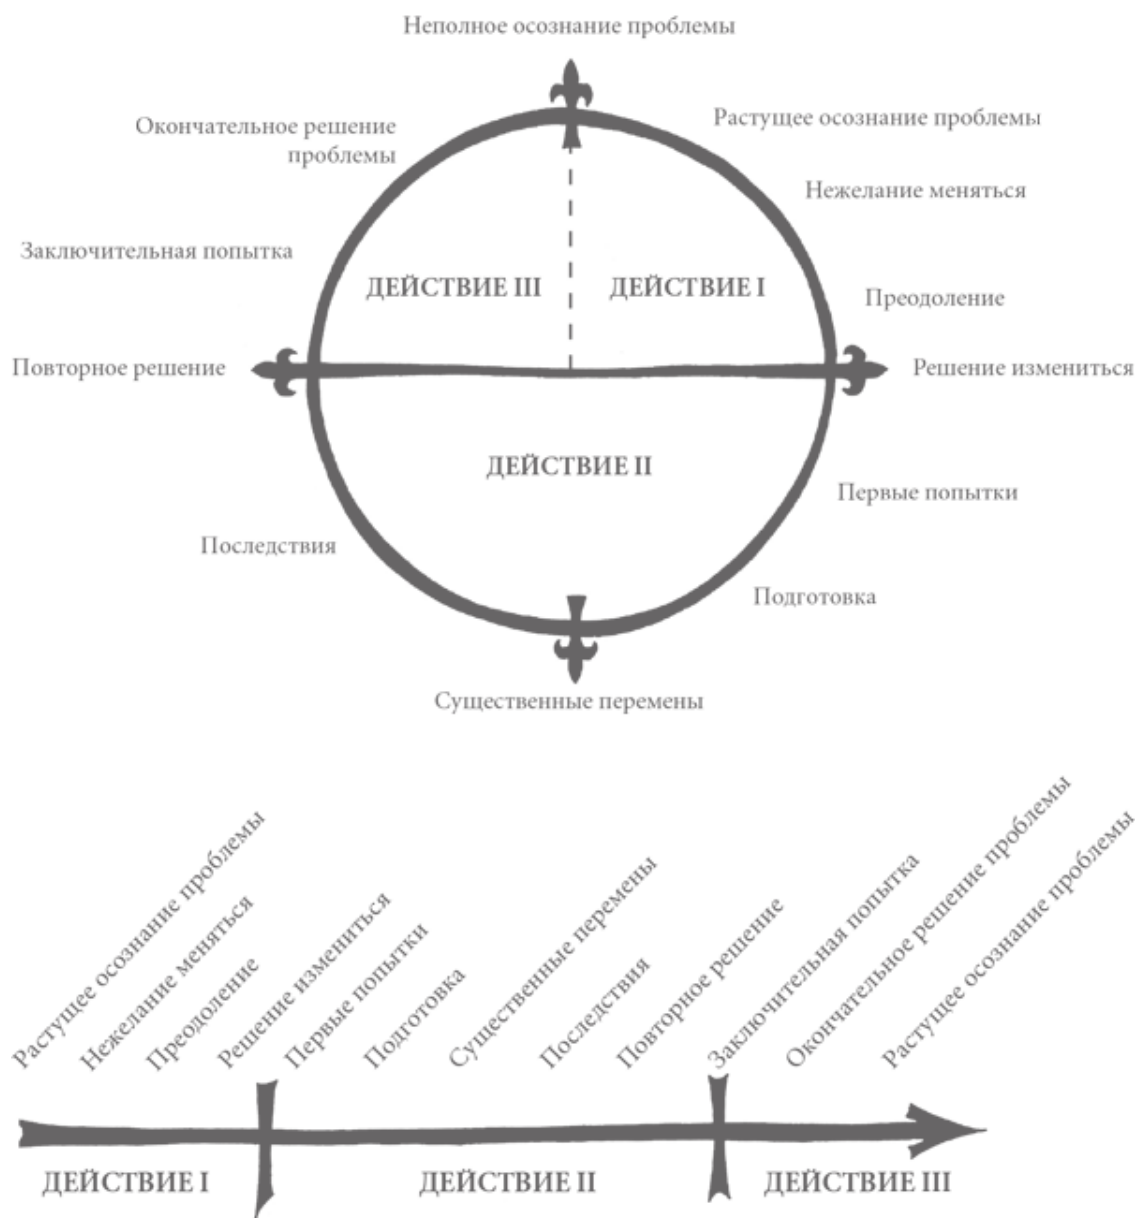 Неполное осознание проблемы
Окончательное решение
проблемы
Растущее осознание проблемы
Нежелание меняться
Заключительная попытка
ДЕЙСТВИЕ III
ДЕЙСТВИЕ I
Преодоление
Повторное решение
Решение измениться
ДЕЙСТВИЕ II
Первые попытки
Последствия
Подготовка
Существенные перемены
Растущее осознание проблемы
Нежелание меняться
Преодоление
Решение измениться
Первые попытки
Подготовка
Существенные перемены
Последствия
Повторное решение
Заключительная попытка
Окончательное решение проблемы
Растущее осознание проблемы
ДЕЙСТВИЕ I
ДЕЙСТВИЕ II
ДЕЙСТВИЕ III